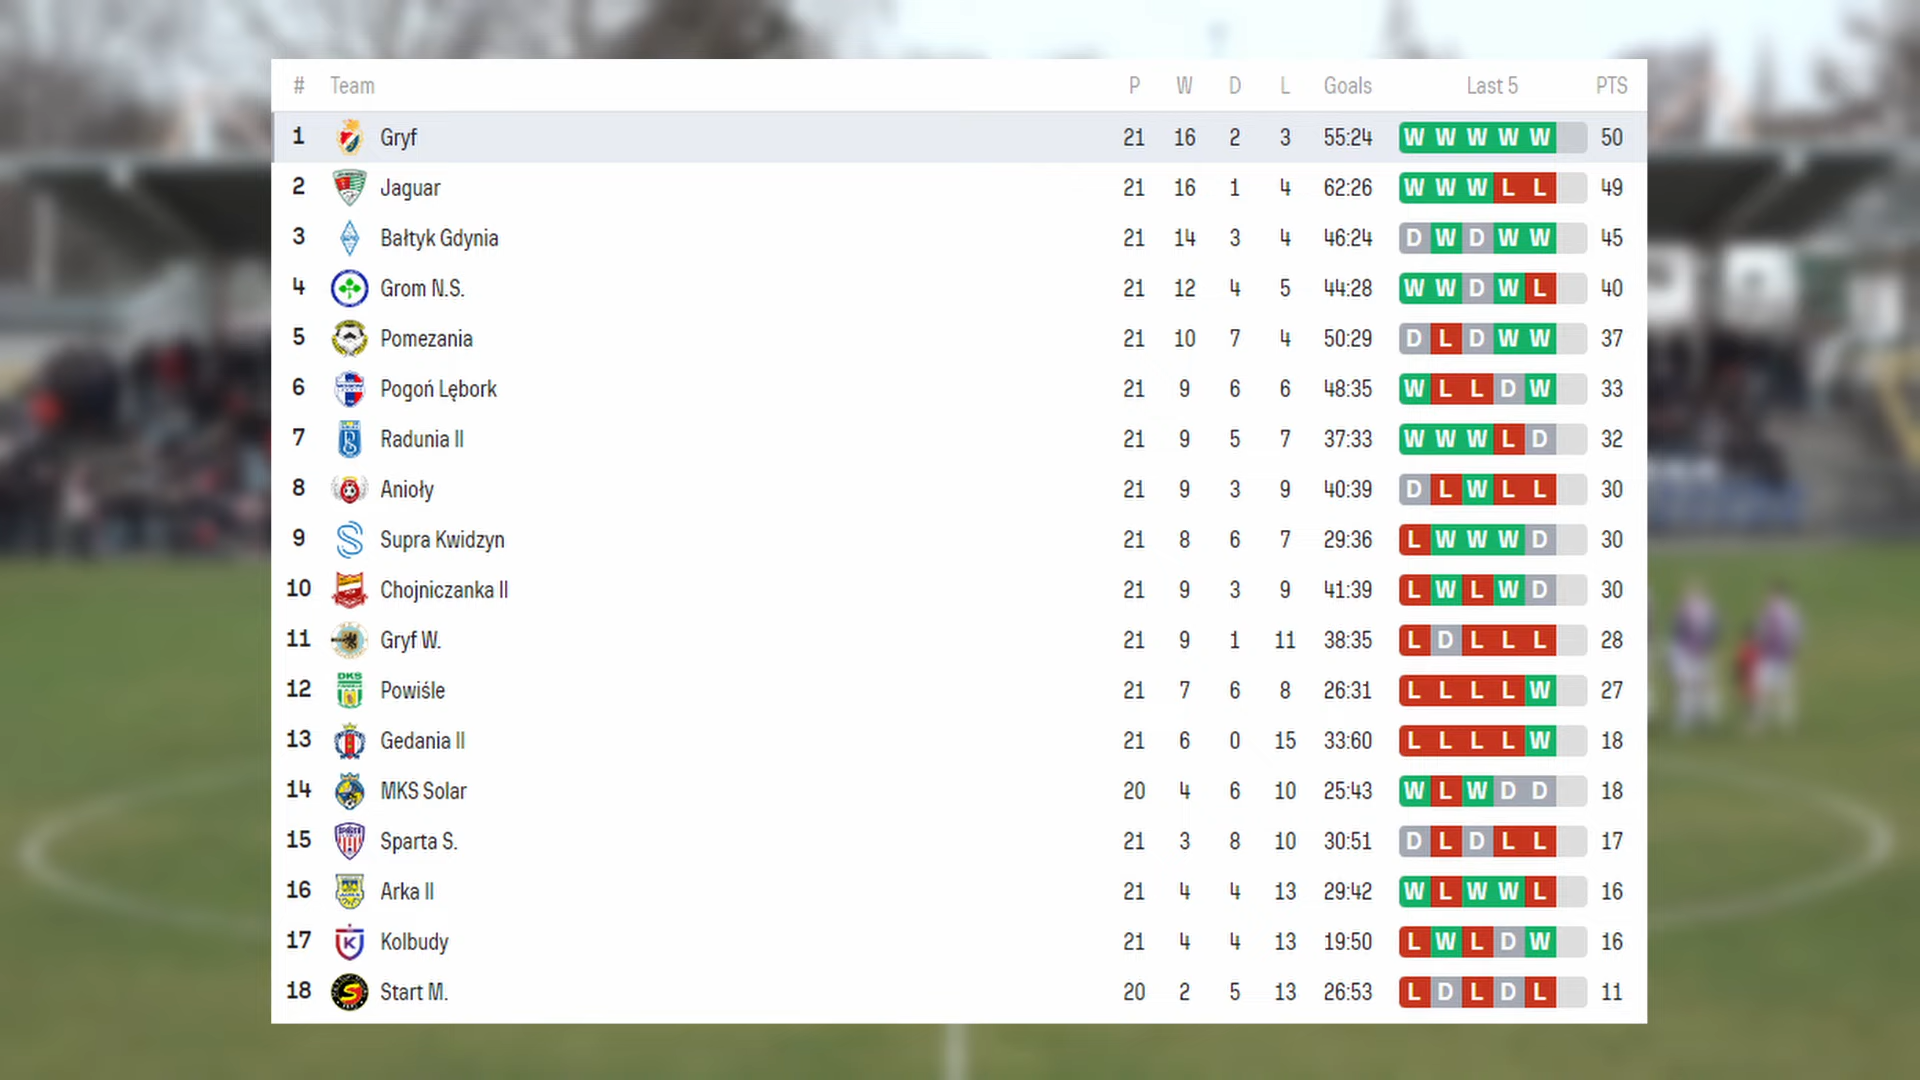 # Team P W D L Goals Last 5 PTS
1 Gryf 21 16 2 3 55:24 W W W W W 50
2 Jaguar 21 16 1 4 62:26 W W W L L 49
3 Bałtyk Gdynia 21 14 3 4 46:24 D W D W W 45
4 Grom N.S. 21 12 4 5 44:28 W W D W L 40
5 Pomezania 21 10 7 4 50:29 D L D W W 37
6 Pogoń Lębork 21 9 6 6 48:35 W L L D W 33
7 Radunia II 21 9 5 7 37:33 W W W L D 32
8 Anioły 21 9 3 9 40:39 D L W L L 30
9 Supra Kwidzyn 21 8 6 7 29:36 L W W W D 30
10 Chojniczanka II 21 9 3 9 41:39 L W L W D 30
11 Gryf W. 21 9 1 11 38:35 L D L L L 28
12 DKS Powiśle 21 7 6 8 26:31 L L L L W 27
13 Gedania II 21 6 0 15 33:60 L L L L W 18
14 MKS Solar 20 4 6 10 25:43 W L W D D 18
15 Sparta S. 21 3 8 10 30:51 D L D L L 17
16 Arka II 21 4 4 13 29:42 W L W W L 16
17 K Kolbudy 21 4 4 13 19:50 L W L D W 16
18 S Start M. 20 2 5 13 26:53 L D L D L 11